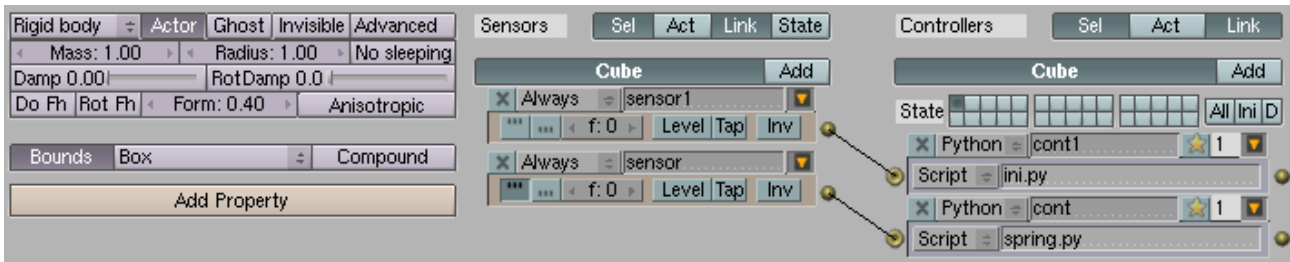 Rigid body Actor Ghost Invisible Advanced
Mass: 1.00 Radius: 1.00 No sleeping
Damp 0.00 RotDamp 0.0
Do Fh Rot Fh Form: 0.40 Anisotropic
Bounds Box Compound
Add Property
Sensors Sel Act Link State
Cube Add
Always sensor1
f: 0 Level Tap Inv
Always sensor
f: 0 Level Tap Inv
Controllers Sel Act Link
Cube Add
State All Ini D
Python cont1 1
Script ini.py
Python cont 1
Script spring.py